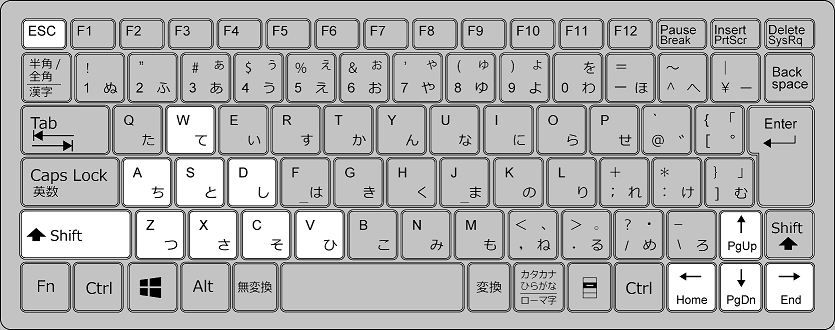 ESC F1 F2 F3 F4 F5 F6 F7 F8 F9 F10 F11 F12 Pause Break Insert PrtScr Delete SysRq
半角/全角 漢字 ! 1 ぬ " 2 ふ # ぁ 3 あ $ ぅ 4 う % ぇ 5 え & ぉ 6 お ' ゃ 7 や ( ゅ 8 ゆ ) ょ 9 よ を 0 わ = - ほ ~ ^ へ | ¥ ー Back space
Tab Q た W て E い R す T か Y ん U な I に O ら P せ ` @ ゛ { 「 [ ゜ Enter
Caps Lock 英数 A ち S と D し F は G き H く J ま K の L り + ; れ * : け } 」 ] む
Shift Z つ X さ C そ V ひ B こ N み M も < 、 , ね > 。 . る ? ・ / め _ \ ろ ↑ PgUp Shift
Fn Ctrl Alt 無変換 変換 カタカナ ひらがな ローマ字 Ctrl ← Home ↓ PgDn → End